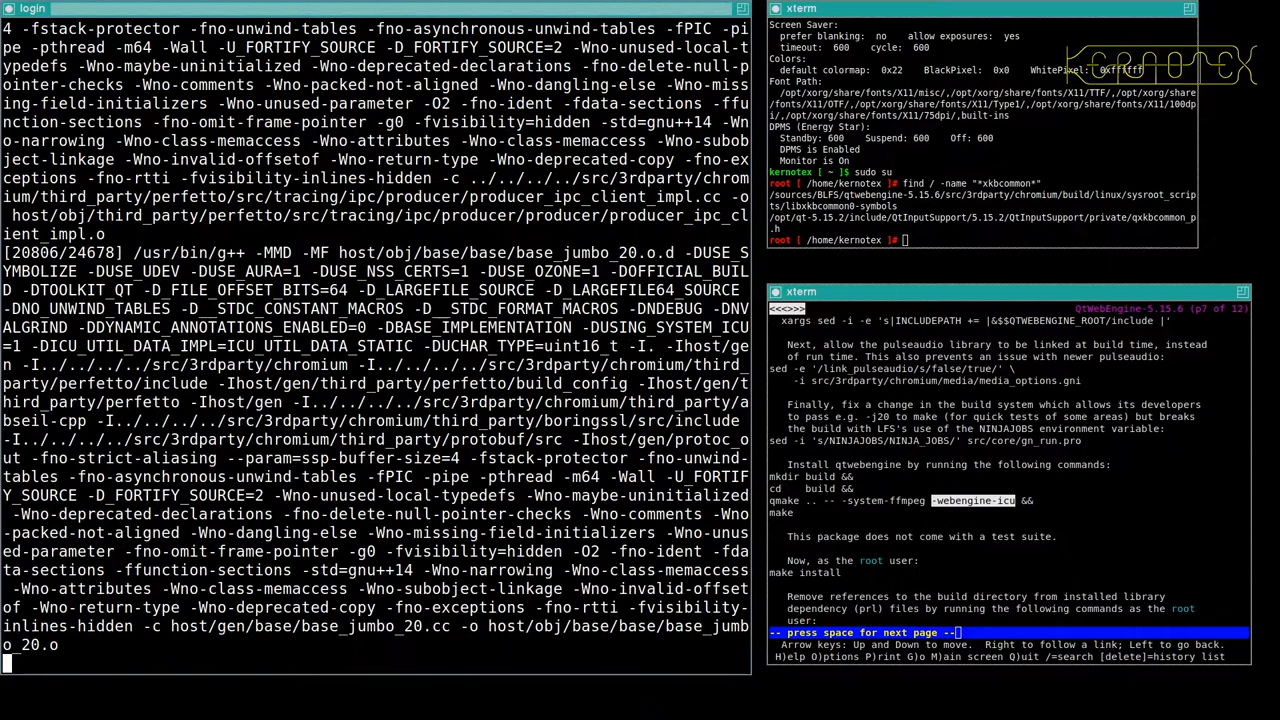 login
4 -fstack-protector -fno-unwind-tables -fno-asynchronous-unwind-tables -fPIC -pi
pe -pthread -m64 -Wall -U_FORTIFY_SOURCE -D_FORTIFY_SOURCE=2 -Wno-unused-local-t
ypedefs -Wno-maybe-uninitialized -Wno-deprecated-declarations -fno-delete-null-p
ointer-checks -Wno-comments -Wno-packed-not-aligned -Wno-dangling-else -Wno-miss
ing-field-initializers -Wno-unused-parameter -O2 -fno-ident -fdata-sections -ffu
nction-sections -fno-omit-frame-pointer -g0 -fvisibility=hidden -std=gnu++14 -Wn
o-narrowing -Wno-class-memaccess -Wno-attributes -Wno-class-memaccess -Wno-subob
ject-linkage -Wno-invalid-offsetof -Wno-return-type -Wno-deprecated-copy -fno-ex
ceptions -fno-rtti -fvisibility-inlines-hidden -c ../../../src/3rdparty/chromi
um/third_party/perfetto/src/tracing/ipc/producer/producer_ipc_client_impl.cc -o
host/obj/third_party/perfetto/src/tracing/ipc/producer/producer/producer_ipc_cl
ient_impl.o
[20806/24678] /usr/bin/g++ -MMD -MF host/obj/base/base/base_jumbo_20.o.d -DUSE_S
YMBOLIZE -DUSE_UDEV -DUSE_AURA=1 -DUSE_NSS_CERTS=1 -DUSE_OZONE=1 -DOFFICIAL_BUIL
D -DTOOLKIT_QT -D_FILE_OFFSET_BITS=64 -D_LARGEFILE_SOURCE -D_LARGEFILE64_SOURCE
-DNO_UNWIND_TABLES -D__STDC_CONSTANT_MACROS -D__STDC_FORMAT_MACROS -DNDEBUG -DNV
ALGRIND -DDYNAMIC_ANNOTATIONS_ENABLED=0 -DBASE_IMPLEMENTATION -DUSING_SYSTEM_ICU
=1 -DICU_UTIL_DATA_IMPL=ICU_UTIL_DATA_STATIC -DUCHAR_TYPE=uint16_t -I. -Ihost/ge
n -I../../../src/3rdparty/chromium -I../../../src/3rdparty/chromium/third_
party/perfetto/include -Ihost/gen/third_party/perfetto/build_config -Ihost/gen/t
hird_party/perfetto -Ihost/gen -I../../../src/3rdparty/chromium/third_party/a
bseil-cpp -I../../../src/3rdparty/chromium/third_party/boringssl/src/include
-I../../../src/3rdparty/chromium/third_party/protobuf/src -Ihost/gen/protoc_o
ut -fno-strict-aliasing --param=ssp-buffer-size=4 -fstack-protector -fno-unwind-
tables -fno-asynchronous-unwind-tables -fPIC -pipe -pthread -m64 -Wall -U_FORTIF
Y_SOURCE -D_FORTIFY_SOURCE=2 -Wno-unused-local-typedefs -Wno-maybe-uninitialized
-Wno-deprecated-declarations -fno-delete-null-pointer-checks -Wno-comments -Wno
-packed-not-aligned -Wno-dangling-else -Wno-missing-field-initializers -Wno-unus
ed-parameter -fno-omit-frame-pointer -g0 -fvisibility=hidden -O2 -fno-ident -fda
ta-sections -ffunction-sections -std=gnu++14 -Wno-narrowing -Wno-class-memaccess
-Wno-attributes -Wno-class-memaccess -Wno-subobject-linkage -Wno-invalid-offset
of -Wno-return-type -Wno-deprecated-copy -fno-exceptions -fno-rtti -fvisibility-
inlines-hidden -c host/gen/base/base_jumbo_20.cc -o host/obj/base/base/base_jumb
o_20.o
xterm
Screen Saver:
prefer blanking: no allow exposures: yes
timeout: 600 cycle: 600
Colors:
default colormap: 0x22 BlackPixel: 0x0 WhitePixel: 0xffffff
KERNOTEX
Font Path:
/opt/xorg/share/fonts/X11/misc/,/opt/xorg/share/fonts/X11/TTF/,/opt/xorg/share
/fonts/X11/OTF/,/opt/xorg/share/fonts/X11/Type1/,/opt/xorg/share/fonts/X11/100dp
i/,/opt/xorg/share/fonts/X11/75dpi/,built-ins
DPMS (Energy Star):
Standby: 600 Suspend: 600 Off: 600
DPMS is Enabled
Monitor is On
kernotex [ ~ ]$ sudo su
root [ /home/kernotex ]# find / -name "*xkbcommon*"
/sources/BLFS/Qtwebengine-5.15.6/src/3rdparty/chromium/build/linux/sysroot_scrip
ts/libxkbcommon0-symbols
/opt/qt-5.15.2/include/QtInputSupport/5.15.2/QtInputSupport/private/qxkbcommon_p
.h
root [ /home/kernotex ]#
xterm
<<<>>> QtWebEngine-5.15.6 (p7 of 12)
xargs sed -i -e 's|INCLUDEPATH += |&$$QTWEBENGINE_ROOT/include |'
Next, allow the pulseaudio library to be linked at build time, instead
of run time. This also prevents an issue with newer pulseaudio:
sed -e '/link_pulseaudio/s/false/true/' \
-i src/3rdparty/chromium/media/media_options.gni
Finally, fix a change in the build system which allows its developers
to pass e.g. -j20 to make (for quick tests of some areas) but breaks
the build with LFS's use of the NINJAJOBS environment variable:
sed -i 's/NINJAJOBS/NINJA_JOBS/' src/core/gn_run.pro
Install qtwebengine by running the following commands:
mkdir build &&
cd build &&
qmake .. -- -system-ffmpeg -webengine-icu &&
make
This package does not come with a test suite.
Now, as the root user:
make install
Remove references to the build directory from installed library
dependency (prl) files by running the following commands as the root
user:
-- press space for next page --
Arrow keys: Up and Down to move. Right to follow a link; Left to go back.
H)elp O)ptions P)rint G)o M)ain screen Q)uit /=search [delete]=history list